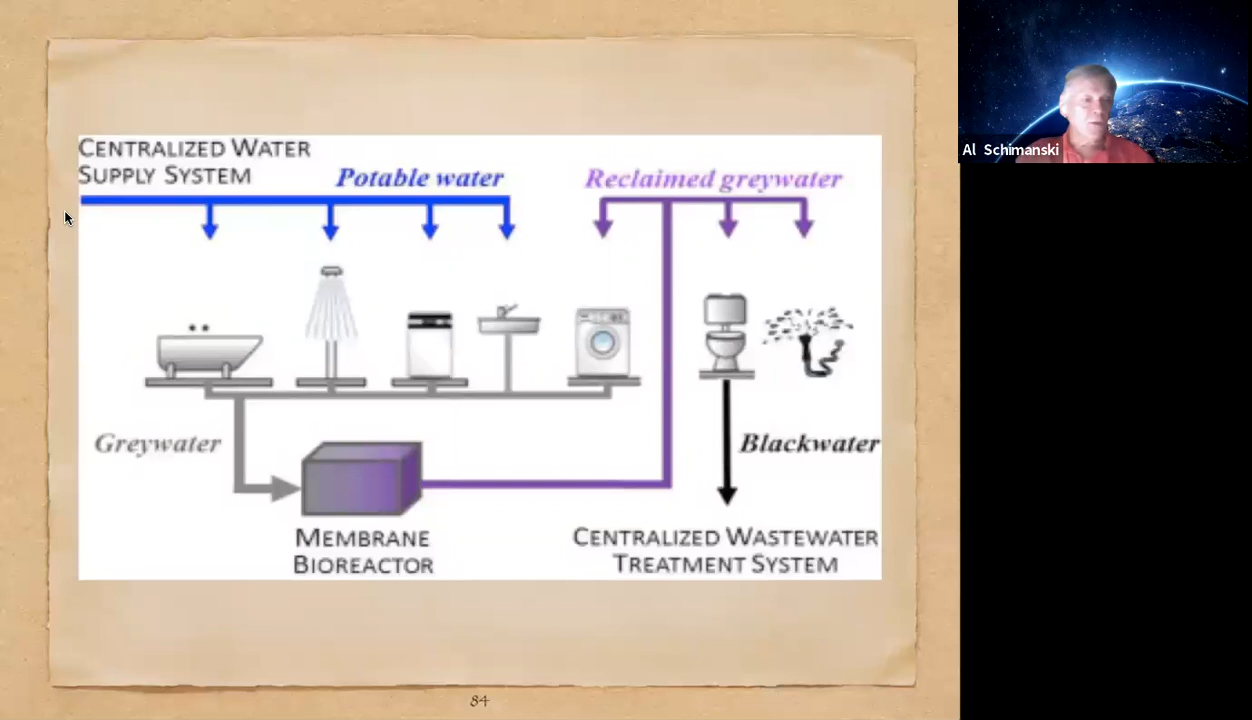 CENTRALIZED WATER
SUPPLY SYSTEM
Potable water
Reclaimed greywater
Greywater
Blackwater
MEMBRANE
BIOREACTOR
CENTRALIZED WASTEWATER
TREATMENT SYSTEM
84
Al Schimanski